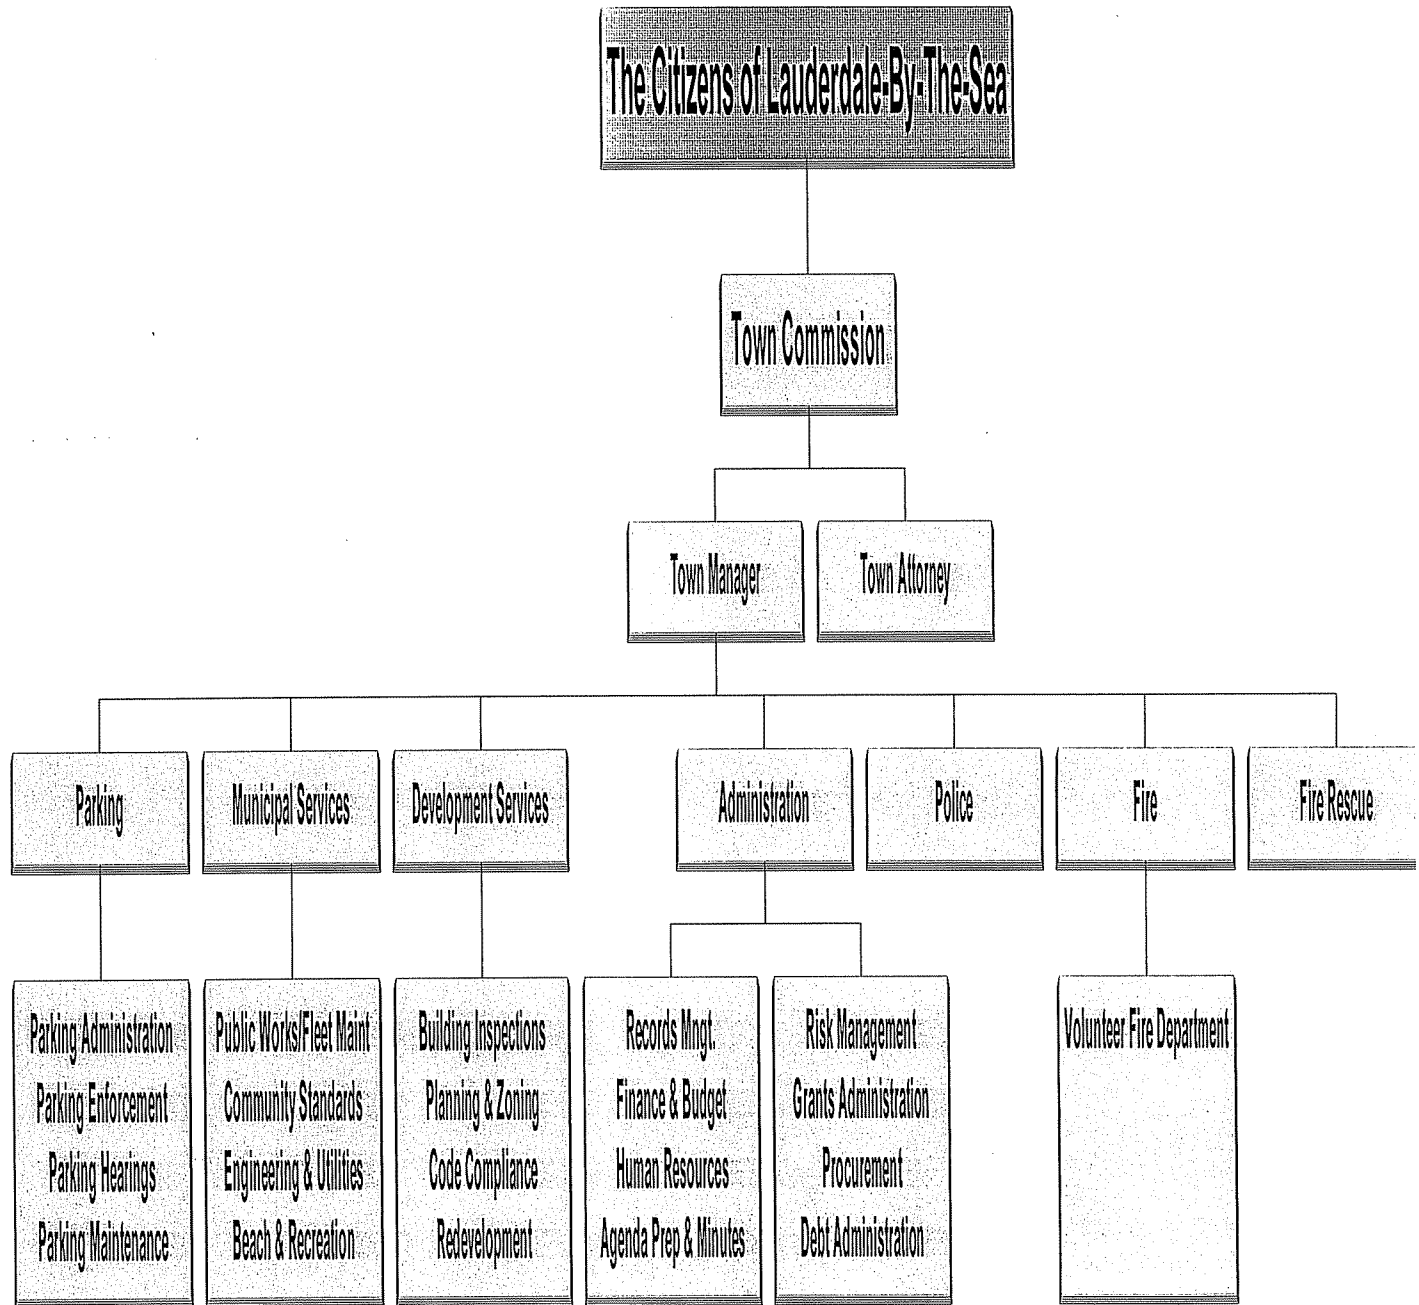 The Citizens of Lauderdale-By-The-Sea
Town Commission
Town Manager
Town Attorney
Parking
Municipal Services
Development Services
Administration
Police
Fire
Fire Rescue
Parking Administration
Parking Enforcement
Parking Hearings
Parking Maintenance
Public Works/Fleet Maint
Community Standards
Engineering & Utilities
Beach & Recreation
Building Inspections
Planning & Zoning
Code Compliance
Redevelopment
Records Mngt.
Finance & Budget
Human Resources
Agenda Prep & Minutes
Risk Management
Grants Administration
Procurement
Debt Administration
Volunteer Fire Department